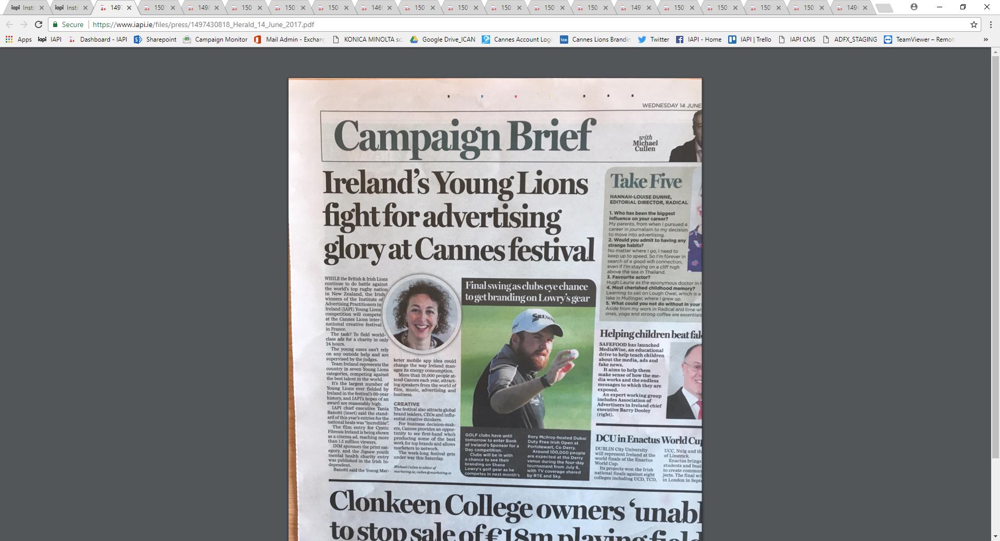 iapi Insti
iapi Insti
149
150
149
150
150
150
146
150
150
150
150
150
149
150
150
150
150
149
Secure
https://www.iapi.ie/files/press/1497430818_Herald_14_June_2017.pdf
Apps
iapi IAPI
Dashboard - IAPI
Sharepoint
Campaign Monitor
Mail Admin - Exchan
KONICA MINOLTA sc
Google Drive_ICAN
Cannes Account Log
Cannes Lions Brandin
Twitter
IAPI - Home
IAPI | Trello
IAPI CMS
ADFX_STAGING
TeamViewer – Remot
WEDNESDAY 14 JUNE
Campaign Brief
with
Michael
Cullen
Ireland's Young Lions
fight for advertising
glory at Cannes festival
WHILE the British & Irish Lions
continue to do battle against
the world's top rugby nation
in New Zealand, the Irish
winners of the Institute of
Advertising Practitioners in
Ireland (IAPI) Young Lions
competition will compete
at the Cannes Lions inter-
national creative festival
in France.
The task? To field world-
class ads for a charity in only
24 hours.
The young execs can't rely
on any outside help and are
supervised by the judges.
Team Ireland represents the
country in seven Young Lions
categories, competing against
the best talent in the world.
It's the largest number of
Young Lions ever fielded by
Ireland in the festival's 60-year
history, and IAPI's hopes of an
award are reasonably high.
IAPI chief executive Tania
Banotti (inset) said the stand-
ard of this year's entries for the
national heats was "incredible".
The film entry for Cystic
Fibrosis Ireland is being shown
as a cinema ad, reaching more
than 1.5 million viewers.
INM sponsors the print cat-
egory, and the Jigsaw youth
mental health charity entry
was published in the Irish In-
dependent.
Banotti said the Young Mar-
keter mobile app idea could
change the way Ireland man-
ages its energy consumption.
More than 19,000 people at-
tend Cannes each year, attract-
ing speakers from the world of
film, music, advertising and
business.
CREATIVE
The festival also attracts global
brand leaders, CEOs and influ-
ential creative thinkers.
For business decision-mak-
ers, Cannes provides an oppor-
tunity to see first-hand who's
producing some of the best
work for top brands and allows
marketers to network.
The week-long festival gets
under way this Saturday.
Michael Cullen is editor of
marketing.ie; cullen@marketing.ie
Final swing as clubs eye chance
to get branding on Lowry's gear
SRIXON
GOLF clubs have until
tomorrow to enter Bank
of Ireland's Sponsor for a
Day competition.
Clubs will be in with
a chance to see their
branding on Shane
Lowry's golf gear as he
competes in next month's
Rory McIlroy-hosted Dubai
Duty Free Irish Open at
Portstewart, Co Derry.
Around 100,000 people
are expected at the Derry
venue during the four-day
tournament from July 6,
with TV coverage shared
by RTE and Sky.
Take Five
HANNAH-LOUISE DUNNE,
EDITORIAL DIRECTOR, RADICAL
1. Who has been the biggest
influence on your career?
My parents, from when I pursued a
career in journalism to my decision
to move into advertising.
2. Would you admit to having any
strange habits?
No matter where I go, I need to
keep up to speed. So I'm forever in
search of a good wifi connection,
even if I'm staying on a cliff high
above the sea in Thailand.
3. Favourite actor?
Hugh Laurie as the eponymous doctor in H
4. Most cherished childhood memory?
Learning to sail on Lough Owel, which is a
lake in Mullingar, where I grew up.
5. What could you not do without in your
Aside from my work in Radical and time wi
ones, yoga and strong coffee are essentials
Helping children beat fak
SAFEFOOD has launched
MediaWise, an educational
drive to help teach children
about the media, ads and
fake news.
It aims to help them
make sense of how the me-
dia works and the endless
messages to which they are
exposed.
An expert working group
includes Association of
Advertisers in Ireland chief
executive Barry Dooley
(right).
DCU in Enactus World Cup
DUBLIN City University
will represent Ireland at the
world finals of the Enactus
World Cup.
Its projects won the Irish
national finals against eight
colleges including UCD, TCD,
UCC, Nuig and th
of Limerick.
Enactus brings
students and busi
to create commun
jects. The final wil
in London in Sept
Clonkeen College owners 'unabl
to stop sale of €18m playing field